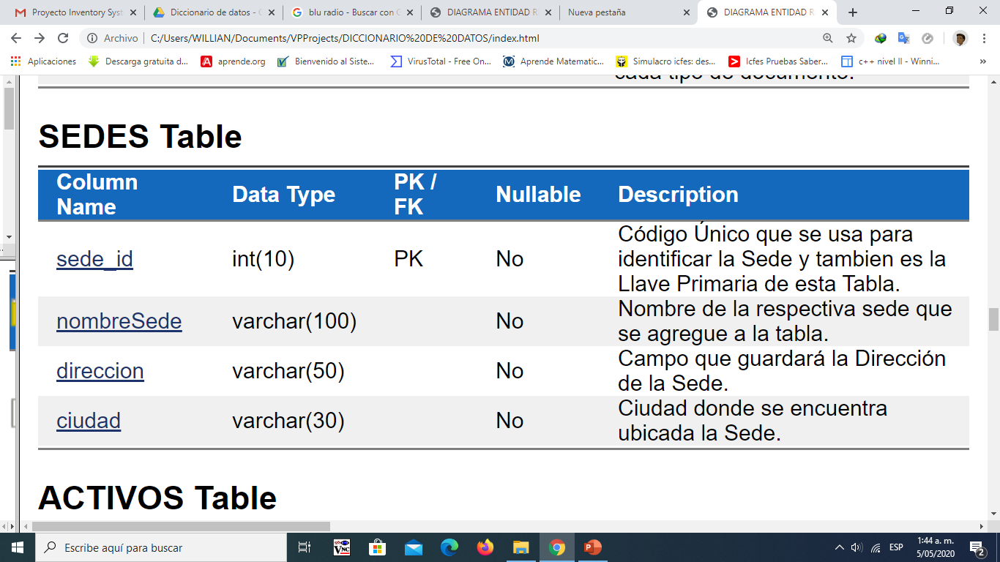 Proyecto Inventory Syst
Diccionario de datos - G
blu radio - Buscar con G
DIAGRAMA ENTIDAD R
Nueva pestaña
DIAGRAMA ENTIDAD R
Archivo
C:/Users/WILLIAN/Documents/VPProjects/DICCIONARIO%20DE%20DATOS/index.html
Aplicaciones
Descarga gratuita d...
aprende.org
Bienvenido al Siste...
VirusTotal - Free On...
Aprende Matematic...
Simulacro icfes: des...
Icfes Pruebas Saber...
c++ nivel II - Winni...
cada tipo de documento.
SEDES Table
Column Name
Data Type
PK / FK
Nullable
Description
sede_id
int(10)
PK
No
Código Único que se usa para
identificar la Sede y tambien es la
Llave Primaria de esta Tabla.
nombreSede
varchar(100)
No
Nombre de la respectiva sede que
se agregue a la tabla.
direccion
varchar(50)
No
Campo que guardará la Dirección
de la Sede.
ciudad
varchar(30)
No
Ciudad donde se encuentra
ubicada la Sede.
ACTIVOS Table
Escribe aquí para buscar
ESP
1:44 a. m.
5/05/2020
2